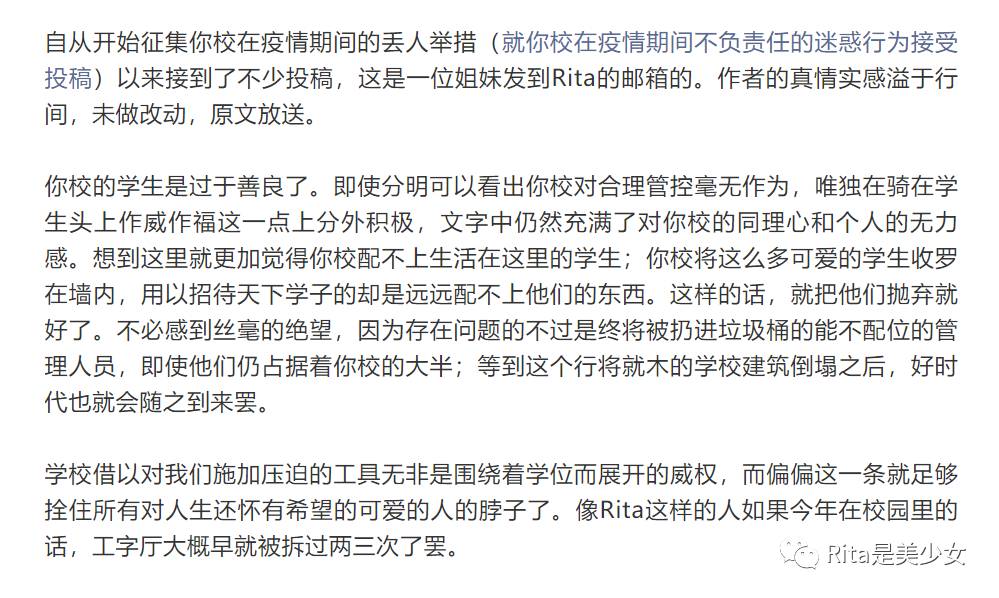 自从开始征集你校在疫情期间的丢人举措（就你校在疫情期间不负责任的迷惑行为接受
投稿）以来接到了不少投稿，这是一位姐妹发到Rita的邮箱的。作者的真情实感溢于行
间，未做改动，原文放送。
你校的学生是过于善良了。即使分明可以看出你校对合理管控毫无作为，唯独在骑在学
生头上作威作福这一点上分外积极，文字中仍然充满了对你校的同理心和个人的无力
感。想到这里就更加觉得你校配不上生活在这里的学生；你校将这么多可爱的学生收罗
在墙内，用以招待天下学子的却是远远配不上他们的东西。这样的话，就把他们抛弃就
好了。不必感到丝毫的绝望，因为存在问题的不过是终将被扔进垃圾桶的能不配位的管
理人员，即使他们仍占据着你校的大半；等到这个行将就木的学校建筑倒塌之后，好时
代也就会随之到来罢。
学校借以对我们施加压迫的工具无非是围绕着学位而展开的威权，而偏偏这一条就足够
拴住所有对人生还怀有希望的可爱的人的脖子了。像Rita这样的人如果今年在校园里的
话，工字厅大概早就被拆过两三次了罢。
Rita是美少女